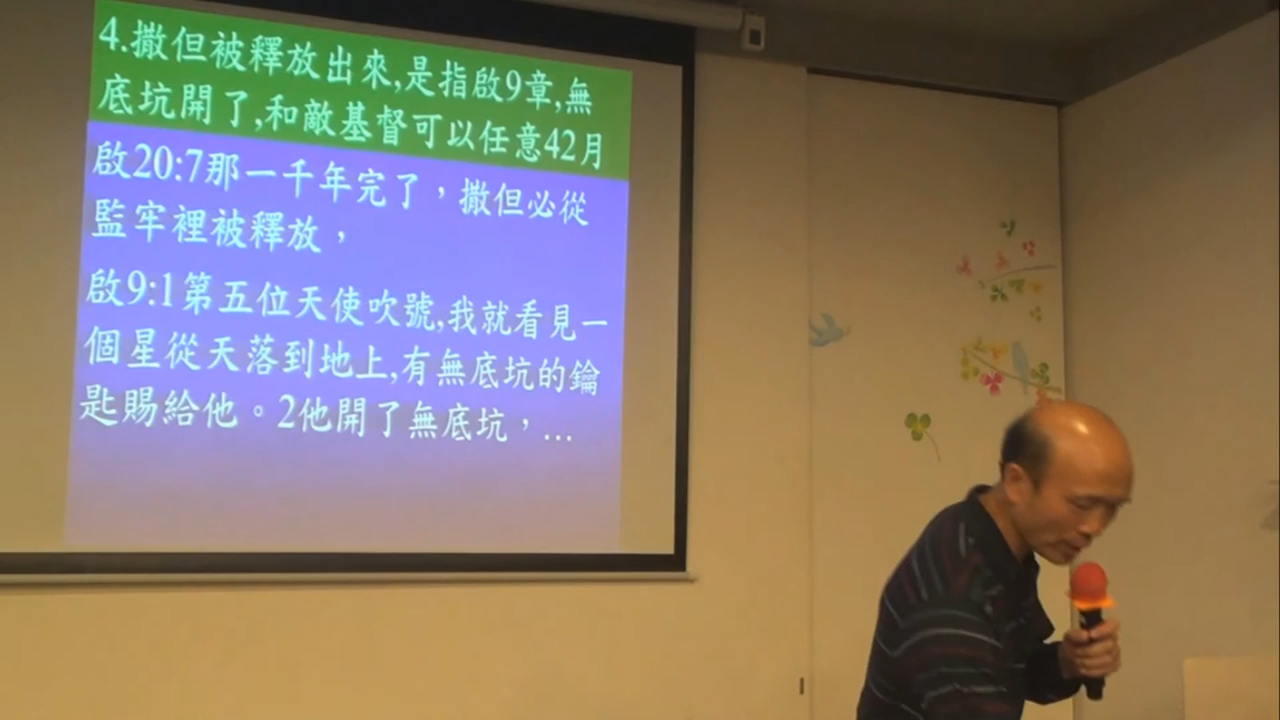 4.撒但被釋放出來,是指啟9章,無
底坑開了,和敵基督可以任意42月
啟20:7那一千年完了，撒但必從
監牢裡被釋放，
啟9:1第五位天使吹號,我就看見一
個星從天落到地上,有無底坑的鑰
匙賜給他。2他開了無底坑，...